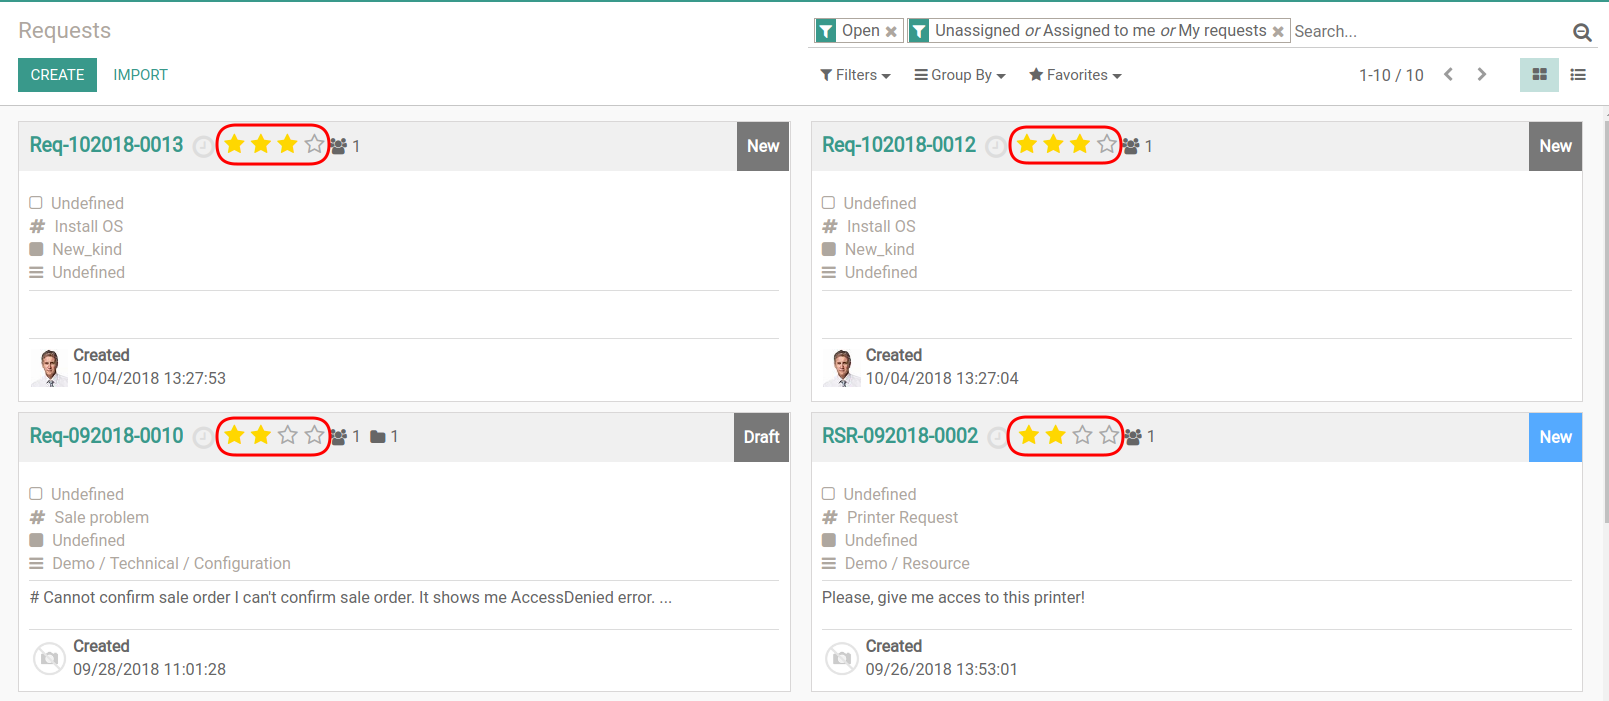 Requests
Open Unassigned or Assigned to me or My requests Search...
CREATE IMPORT Filters Group By Favorites 1-10 / 10
Req-102018-0013 1 New
Undefined
# Install OS
New_kind
Undefined
Created
10/04/2018 13:27:53
Req-102018-0012 1 New
Undefined
# Install OS
New_kind
Undefined
Created
10/04/2018 13:27:04
Req-092018-0010 1 1 Draft
Undefined
# Sale problem
Undefined
Demo / Technical / Configuration
# Cannot confirm sale order I can't confirm sale order. It shows me AccessDenied error. ...
Created
09/28/2018 11:01:28
RSR-092018-0002 1 New
Undefined
# Printer Request
Undefined
Demo / Resource
Please, give me acces to this printer!
Created
09/26/2018 13:53:01